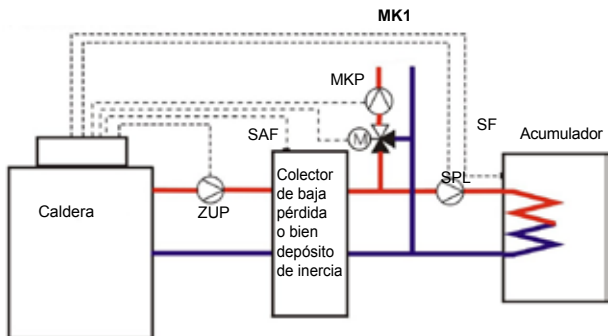 MK1
MKP
SAF
M
SF
Acumulador
SPL
Caldera
ZUP
Colector
de baja
pérdida
o bien
depósito
de inercia